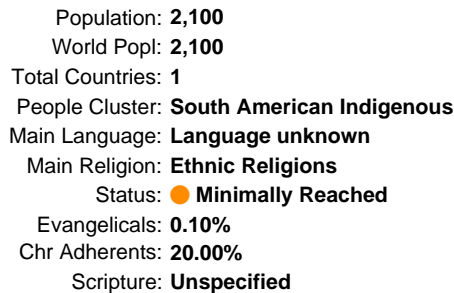 Population: 2,100
World Popl: 2,100
Total Countries: 1
People Cluster: South American Indigenous
Main Language: Language unknown
Main Religion: Ethnic Religions
Status: Minimally Reached
Evangelicals: 0.10%
Chr Adherents: 20.00%
Scripture: Unspecified